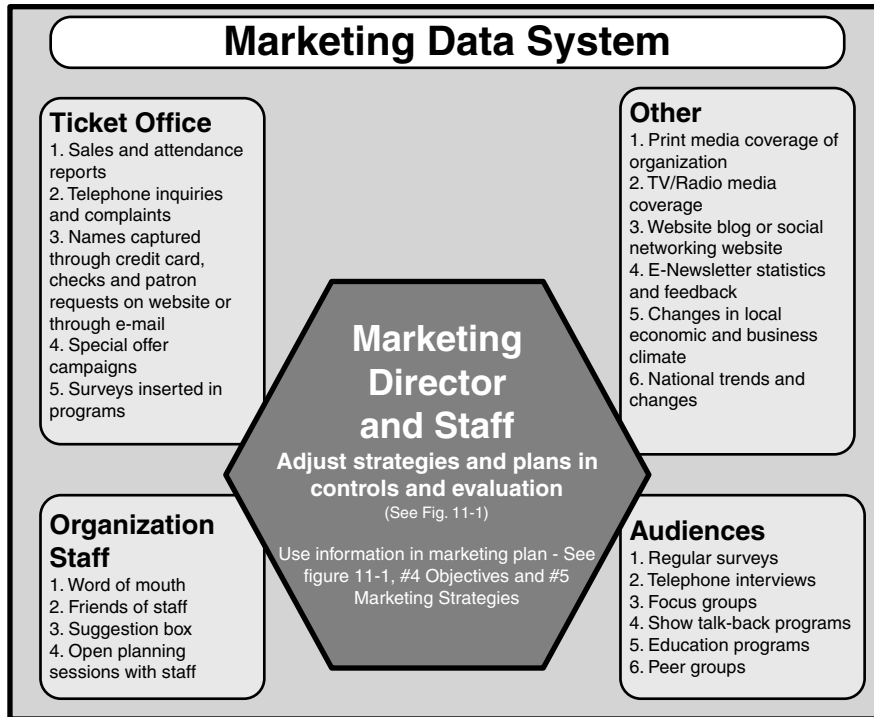 Marketing Data System
Ticket Office
1. Sales and attendance
reports
2. Telephone inquiries
and complaints
3. Names captured
through credit card,
checks and patron
requests on website or
through e-mail
4. Special offer
campaigns
5. Surveys inserted in
programs
Other
1. Print media coverage of
organization
2. TV/Radio media
coverage
3. Website blog or social
networking website
4. E-Newsletter statistics
and feedback
5. Changes in local
economic and business
climate
6. National trends and
changes
Marketing
Director
and Staff
Adjust strategies and plans in
controls and evaluation
(See Fig. 11-1)
Use information in marketing plan - See
figure 11-1, #4 Objectives and #5
Marketing Strategies
Organization
Staff
1. Word of mouth
2. Friends of staff
3. Suggestion box
4. Open planning
sessions with staff
Audiences
1. Regular surveys
2. Telephone interviews
3. Focus groups
4. Show talk-back programs
5. Education programs
6. Peer groups